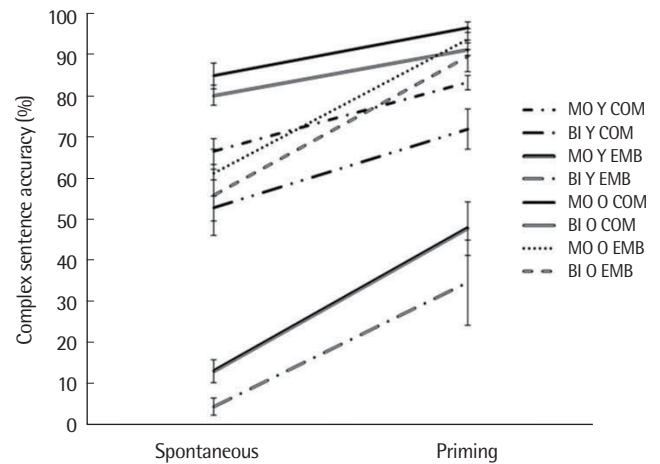 Complex sentence accuracy (%)
100
90
80
70
60
50
40
30
20
10
0
Spontaneous
Priming
MO Y COM
BI Y COM
MO Y EMB
BI Y EMB
MO O COM
BI O COM
MO O EMB
BI O EMB